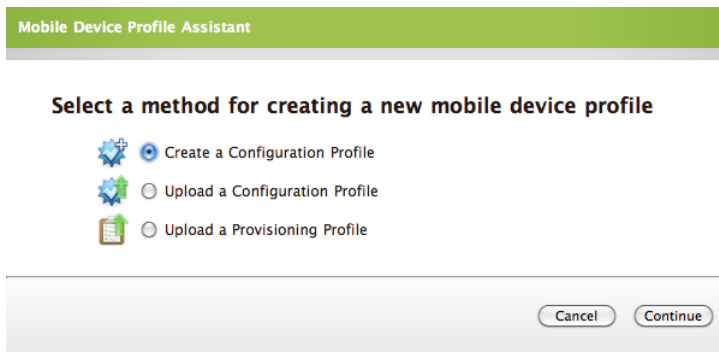 Mobile Device Profile Assistant
Select a method for creating a new mobile device profile
Create a Configuration Profile
Upload a Configuration Profile
Upload a Provisioning Profile
Cancel Continue